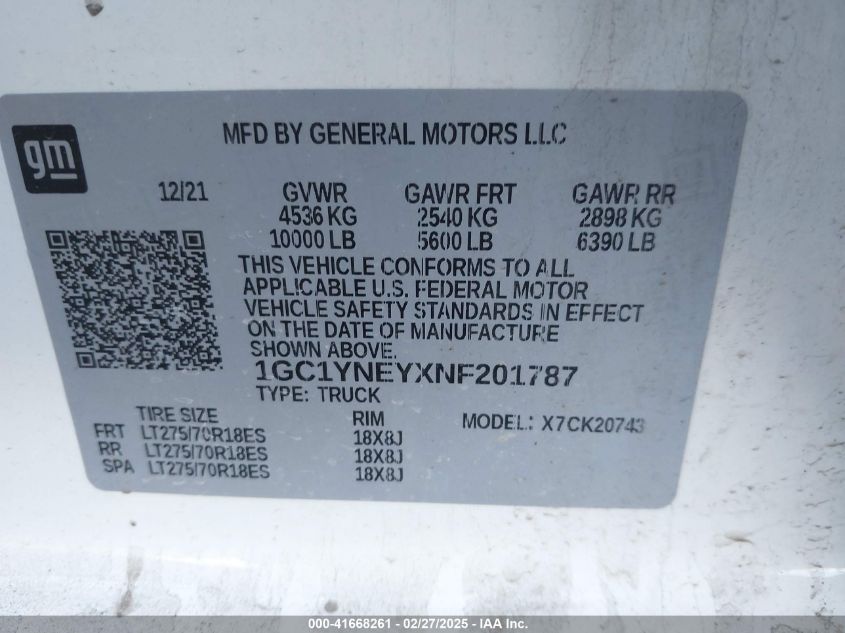 gm
MFD BY GENERAL MOTORS LLC
12/21 GVWR GAWR FRT GAWR RR
4536 KG 2540 KG 2898 KG
10000 LB 5600 LB 6390 LB
THIS VEHICLE CONFORMS TO ALL
APPLICABLE U.S. FEDERAL MOTOR
VEHICLE SAFETY STANDARDS IN EFFECT
ON THE DATE OF MANUFACTURE
SHOWN ABOVE.
1GC1YNEYXNF201787
TYPE: TRUCK
TIRE SIZE RIM MODEL: X7CK20743
FRT LT275/70R18ES 18X8J
RR LT275/70R18ES 18X8J
SPA LT275/70R18ES 18X8J
000-41668261 - 02/27/2025 - IAA Inc.